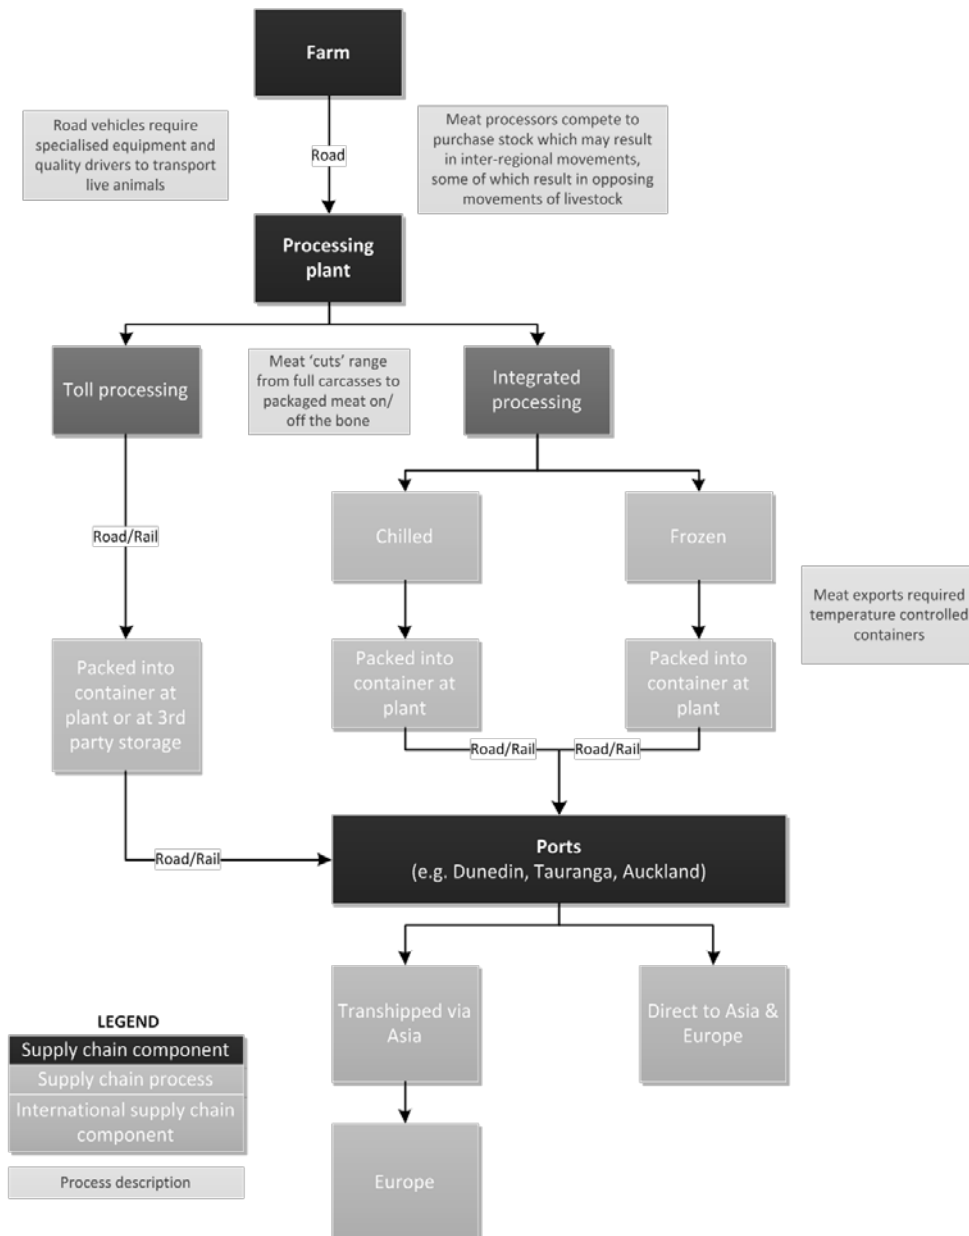 Farm
Road vehicles require
specialised equipment and
quality drivers to transport
live animals
Road
Meat processors compete to
purchase stock which may result
in inter-regional movements,
some of which result in opposing
movements of livestock
Processing
plant
Toll processing
Meat ‘cuts’ range
from full carcasses to
packaged meat on/
off the bone
Integrated
processing
Road/Rail
Chilled
Frozen
Meat exports required
temperature controlled
containers
Packed into
container at
plant or at 3rd
party storage
Packed into
container at
plant
Packed into
container at
plant
Road/Rail
Road/Rail
Road/Rail
Ports
(e.g. Dunedin, Tauranga, Auckland)
Transhipped via
Asia
Direct to Asia &
Europe
Europe
LEGEND
Supply chain component
Supply chain process
International supply chain
component
Process description